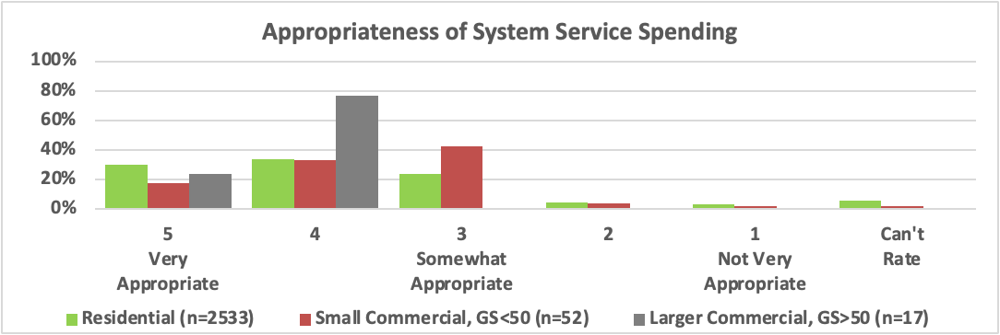 Appropriateness of System Service Spending
100%
80%
60%
40%
20%
0%
5
Very
Appropriate
4
3
Somewhat
Appropriate
2
1
Not Very
Appropriate
Can't
Rate
Residential (n=2533)
Small Commercial, GS<50 (n=52)
Larger Commercial, GS>50 (n=17)